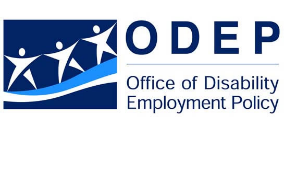 ODEP
Office of Disability
Employment Policy